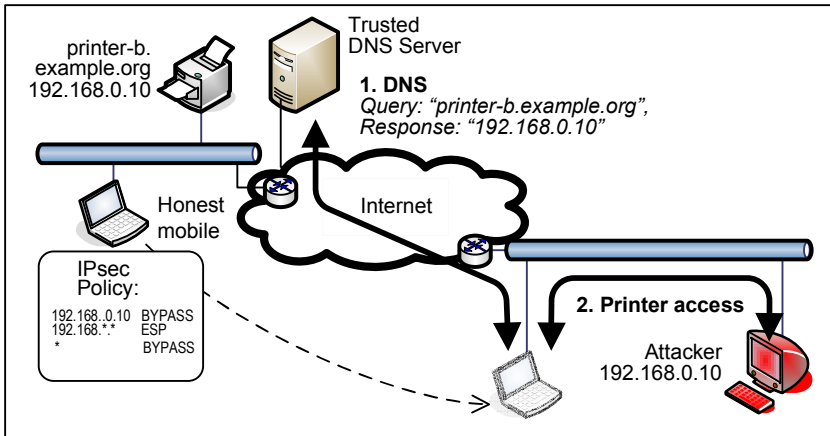 printer-b.
example.org
192.168.0.10
Trusted
DNS Server
1. DNS
Query: “printer-b.example.org”,
Response: “192.168.0.10”
Honest
mobile
Internet
IPsec
Policy:
192.168..0.10 BYPASS
192.168.*.* ESP
* BYPASS
2. Printer access
Attacker
192.168.0.10